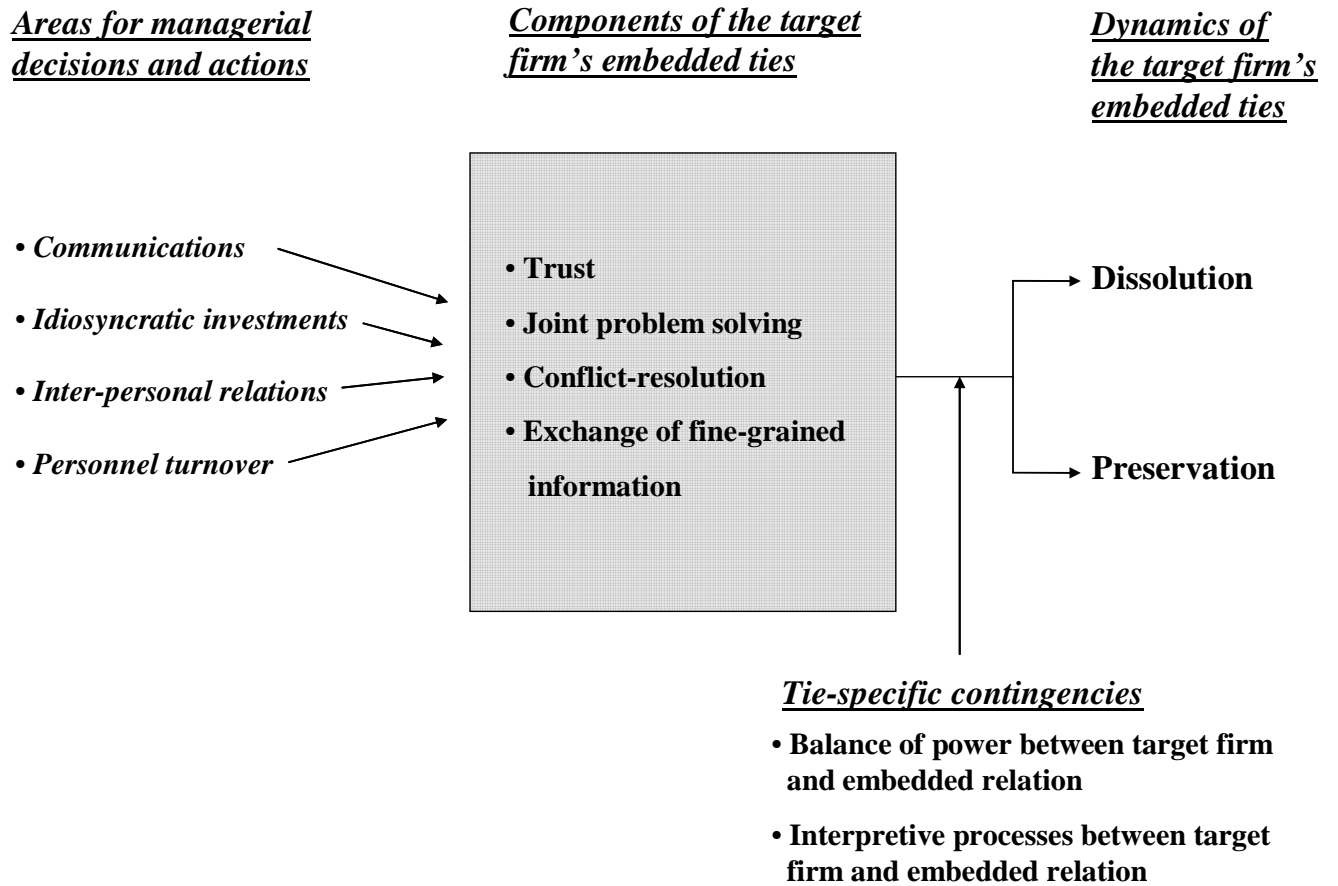 Areas for managerial
decisions and actions
Components of the target
firm’s embedded ties
Dynamics of
the target firm’s
embedded ties
• Communications
• Idiosyncratic investments
• Inter-personal relations
• Personnel turnover
• Trust
• Joint problem solving
• Conflict-resolution
• Exchange of fine-grained
information
Dissolution
Preservation
Tie-specific contingencies
• Balance of power between target firm
and embedded relation
• Interpretive processes between target
firm and embedded relation